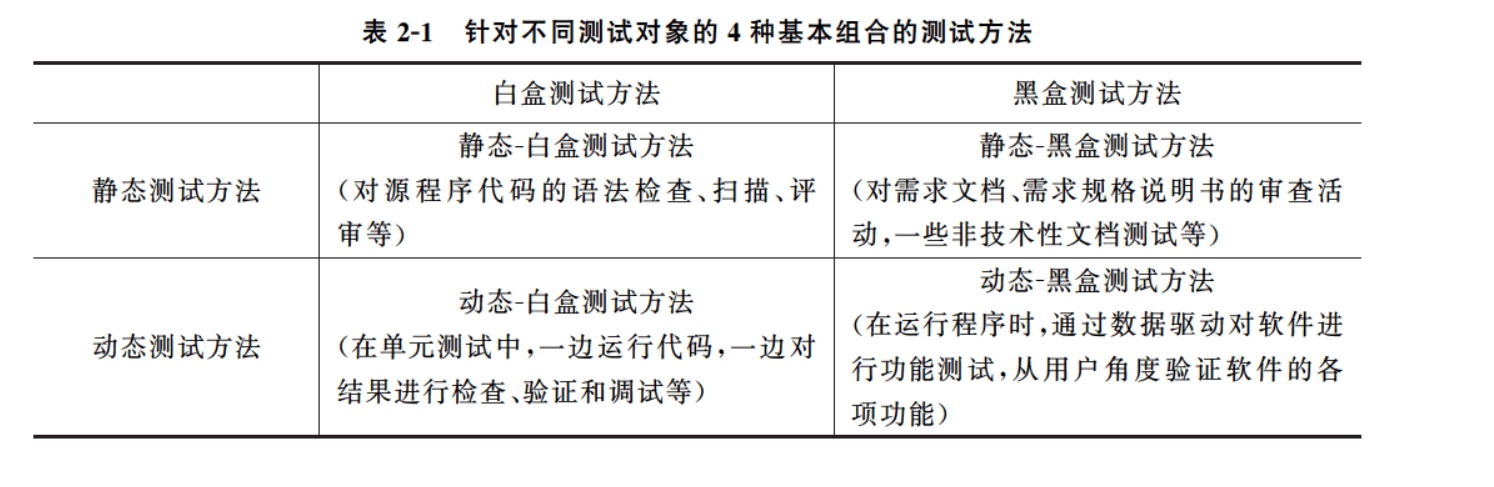 表 2-1 针对不同测试对象的 4 种基本组合的测试方法
白盒测试方法
黑盒测试方法
静态测试方法
静态-白盒测试方法
(对源程序代码的语法检查、扫描、评
审等)
静态-黑盒测试方法
(对需求文档、需求规格说明书的审查活
动,一些非技术性文档测试等)
动态测试方法
动态-白盒测试方法
(在单元测试中,一边运行代码,一边对
结果进行检查、验证和调试等)
动态-黑盒测试方法
(在运行程序时,通过数据驱动对软件进
行功能测试,从用户角度验证软件的各
项功能)